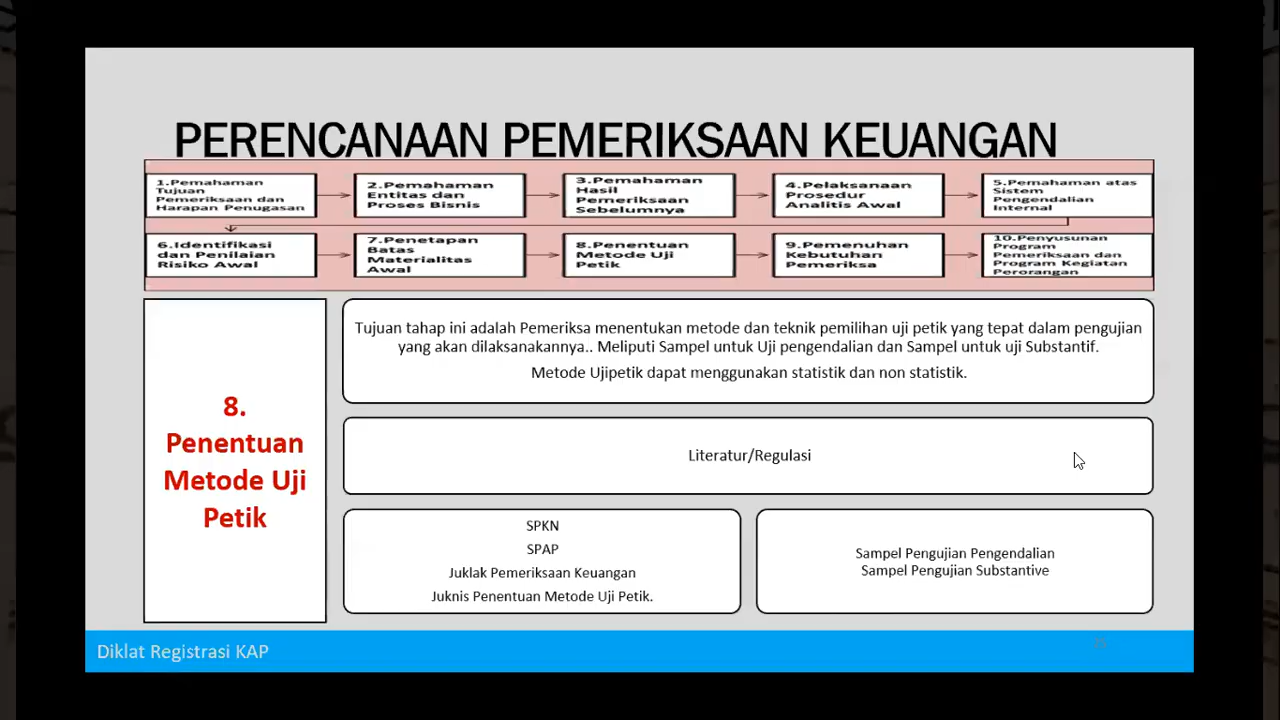 PERENCANAAN PEMERIKSAAN KEUANGAN
1.Pemahaman
Tujuan
Pemeriksaan dan
Harapan Penugasan
2.Pemahaman
Entitas dan
Proses Bisnis
3.Pemahaman
Hasil
Pemeriksaan
Sebelumnya
4.Pelaksanaan
Prosedur
Analitis Awal
5.Pemahaman atas
Sistem
Pengendalian
Internal
6.Identifikasi
dan Penilaian
Risiko Awal
7.Penetapan
Batas
Materialitas
Awal
8.Penentuan
Metode Uji
Petik
9.Pemenuhan
Kebutuhan
Pemeriksa
10.Penyusunan
Program
Pemeriksaan dan
Program Kegiatan
Perorangan
8.
Penentuan
Metode Uji
Petik
Tujuan tahap ini adalah Pemeriksa menentukan metode dan teknik pemilihan uji petik yang tepat dalam pengujian
yang akan dilaksanakannya.. Meliputi Sampel untuk Uji pengendalian dan Sampel untuk uji Substantif.
Metode Ujipetik dapat menggunakan statistik dan non statistik.
Literatur/Regulasi
SPKN
SPAP
Juklak Pemeriksaan Keuangan
Juknis Penentuan Metode Uji Petik.
Sampel Pengujian Pengendalian
Sampel Pengujian Substantive
Diklat Registrasi KAP